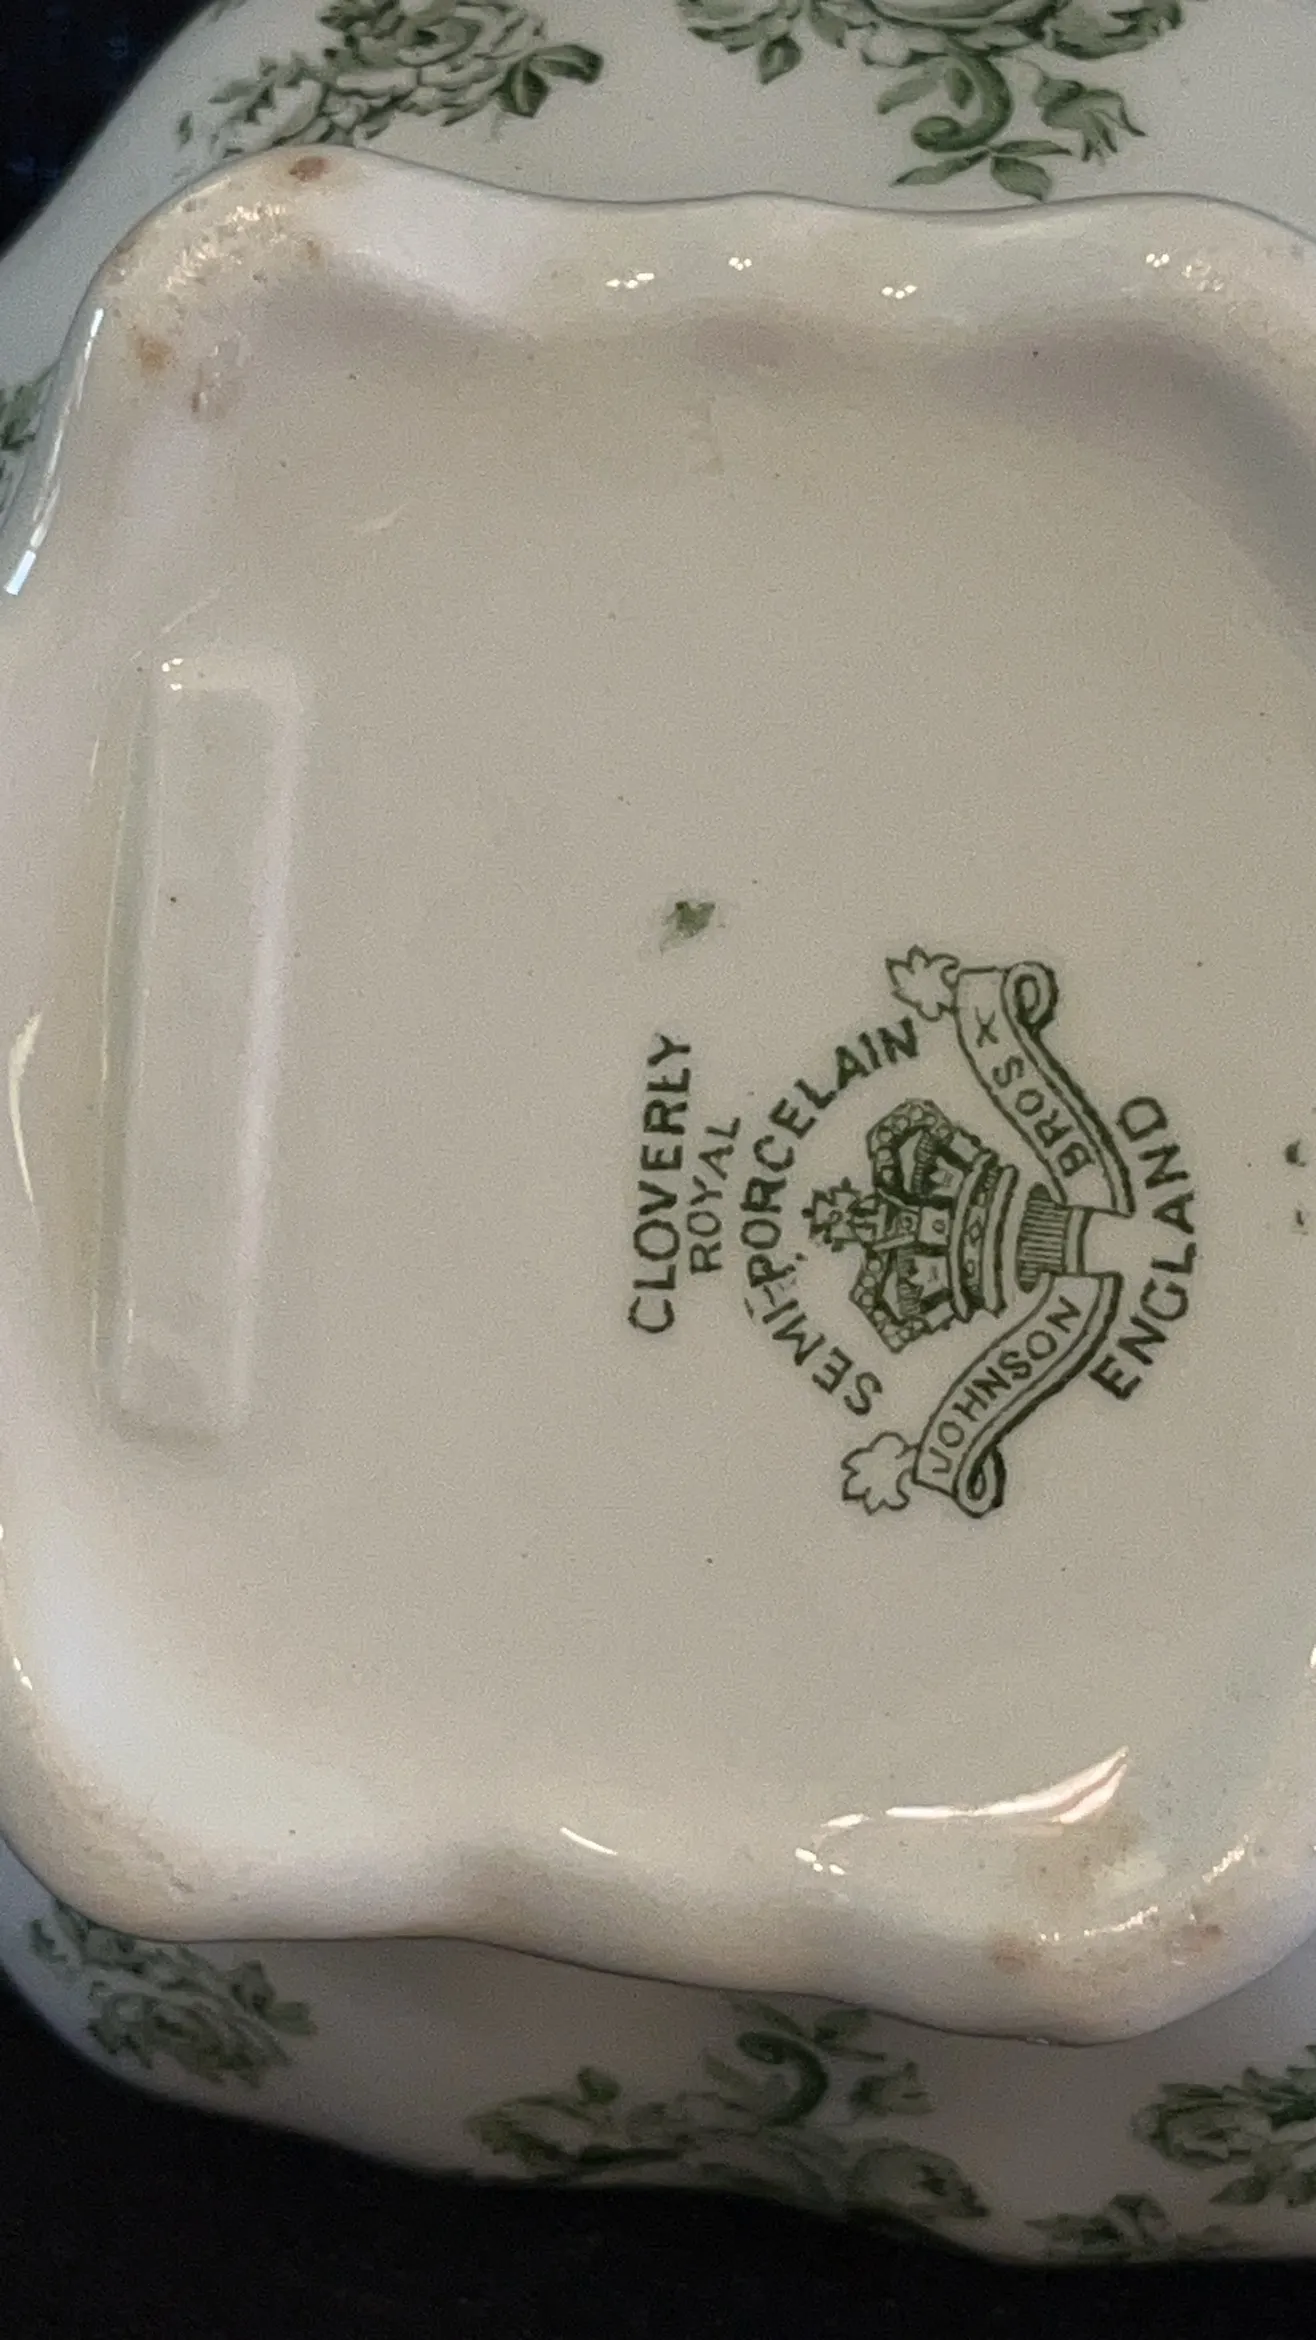 CLOVERLY
ROYAL
SEMI-PORCELAIN
JOHNSON BROS X
ENGLAND